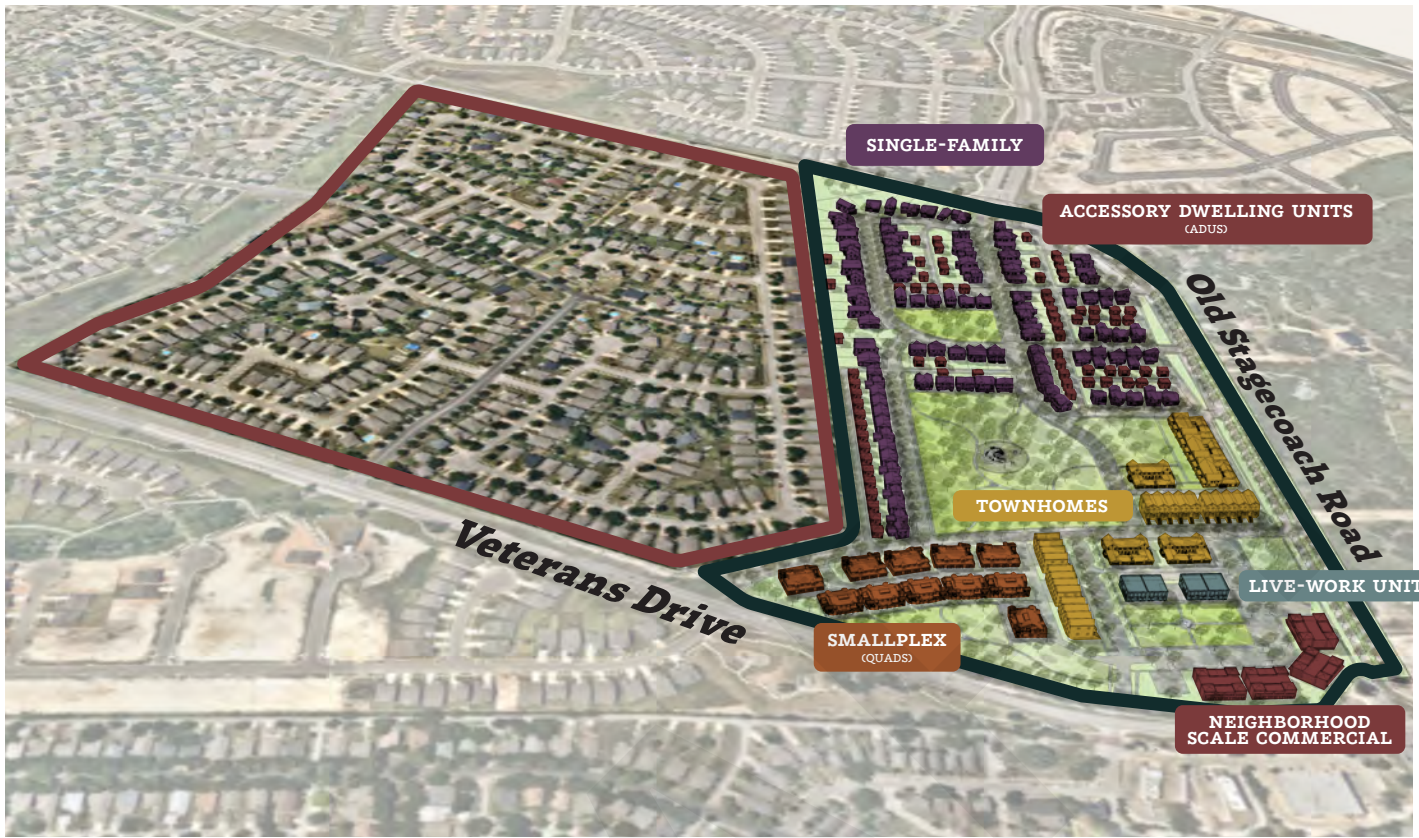 SINGLE-FAMILY
ACCESSORY DWELLING UNITS
(ADUS)
Old Stagecoach Road
TOWNHOMES
Veterans Drive
LIVE-WORK UNIT
SMALLPLEX
(QUADS)
NEIGHBORHOOD
SCALE COMMERCIAL